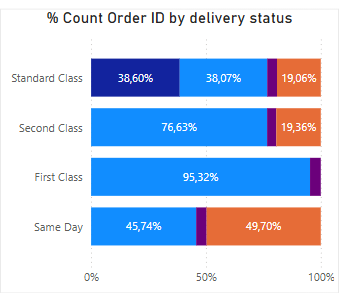 % Count Order ID by delivery status
Standard Class 38,60% 38,07% 19,06%
Second Class 76,63% 19,36%
First Class 95,32%
Same Day 45,74% 49,70%
0% 50% 100%